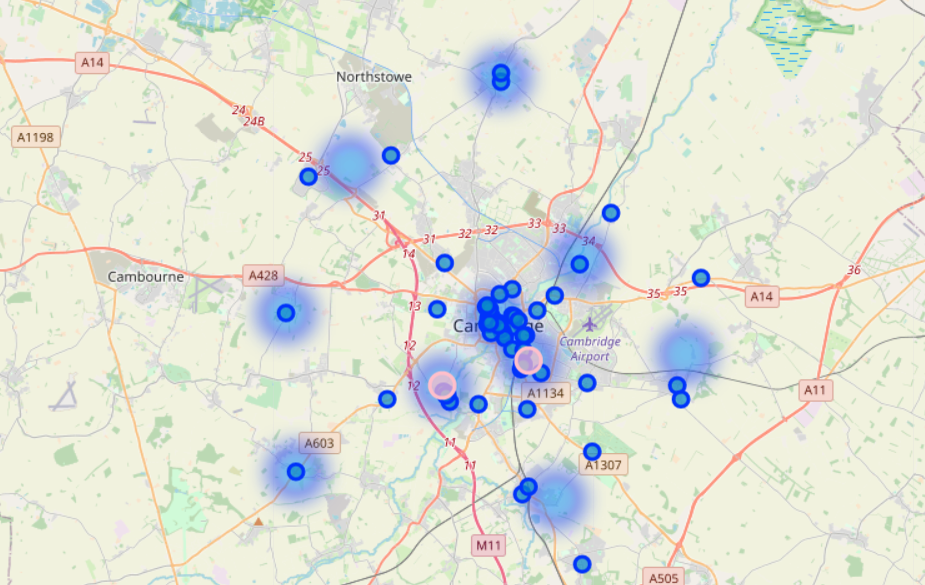 Northstowe
A14
24
24B
A1198
25
25
31
33
31
32
32
33
34
14
36
Cambourne
A428
35
35
A14
13
Cambridge
Airport
12
12
A11
A1134
A603
11
A1307
11
M11
A505